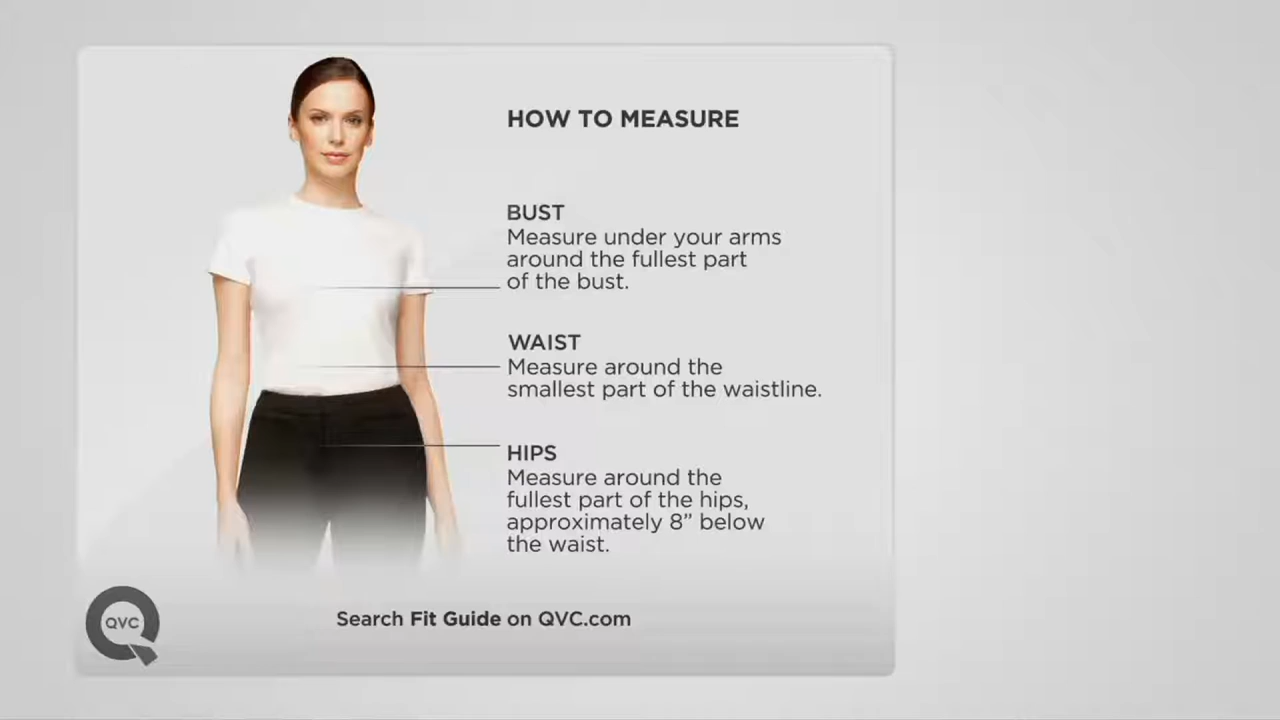 HOW TO MEASURE
BUST
Measure under your arms
around the fullest part
of the bust.
WAIST
Measure around the
smallest part of the waistline.
HIPS
Measure around the
fullest part of the hips,
approximately 8” below
the waist.
QVC
Search Fit Guide on QVC.com